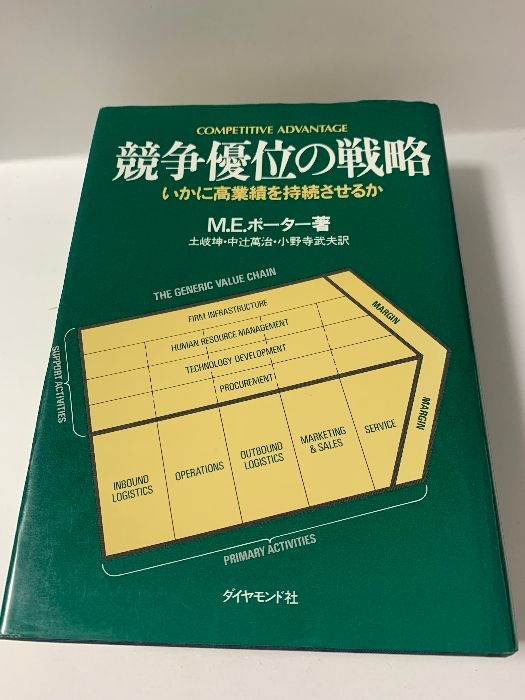 COMPETITIVE ADVANTAGE
競争優位の戦略
いかに高業績を持続させるか
M.E.ポーター著
土岐坤・中辻萬治・小野寺武夫訳
THE GENERIC VALUE CHAIN
FIRM INFRASTRUCTURE
HUMAN RESOURCE MANAGEMENT
TECHNOLOGY DEVELOPMENT
PROCUREMENT
MARGIN
SUPPORT ACTIVITIES
INBOUND
LOGISTICS
OPERATIONS
OUTBOUND
LOGISTICS
MARKETING
& SALES
SERVICE
MARGIN
PRIMARY ACTIVITIES
ダイヤモンド社